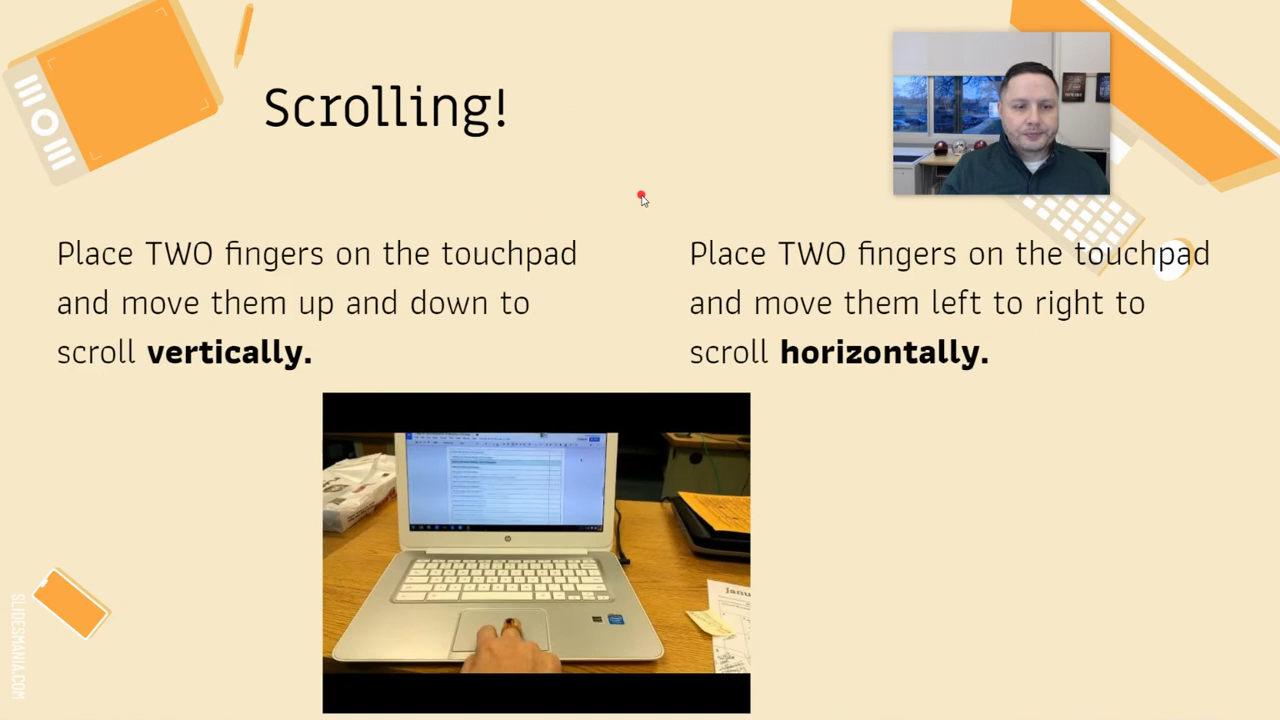 Scrolling!
Place TWO fingers on the touchpad
and move them up and down to
scroll vertically.
Place TWO fingers on the touchpad
and move them left to right to
scroll horizontally.
SLIDESMANIA.COM